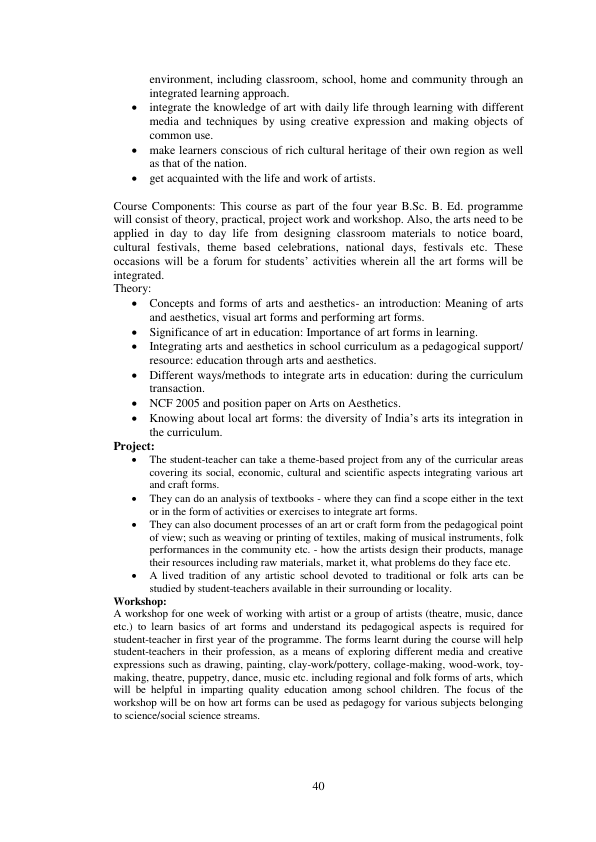 environment, including classroom, school, home and community through an
integrated learning approach.
• integrate the knowledge of art with daily life through learning with different
media and techniques by using creative expression and making objects of
common use.
• make learners conscious of rich cultural heritage of their own region as well
as that of the nation.
• get acquainted with the life and work of artists.
Course Components: This course as part of the four year B.Sc. B. Ed. programme
will consist of theory, practical, project work and workshop. Also, the arts need to be
applied in day to day life from designing classroom materials to notice board,
cultural festivals, theme based celebrations, national days, festivals etc. These
occasions will be a forum for students’ activities wherein all the art forms will be
integrated.
Theory:
• Concepts and forms of arts and aesthetics- an introduction: Meaning of arts
and aesthetics, visual art forms and performing art forms.
• Significance of art in education: Importance of art forms in learning.
• Integrating arts and aesthetics in school curriculum as a pedagogical support/
resource: education through arts and aesthetics.
• Different ways/methods to integrate arts in education: during the curriculum
transaction.
• NCF 2005 and position paper on Arts on Aesthetics.
• Knowing about local art forms: the diversity of India’s arts its integration in
the curriculum.
Project:
• The student-teacher can take a theme-based project from any of the curricular areas
covering its social, economic, cultural and scientific aspects integrating various art
and craft forms.
• They can do an analysis of textbooks - where they can find a scope either in the text
or in the form of activities or exercises to integrate art forms.
• They can also document processes of an art or craft form from the pedagogical point
of view; such as weaving or printing of textiles, making of musical instruments, folk
performances in the community etc. - how the artists design their products, manage
their resources including raw materials, market it, what problems do they face etc.
• A lived tradition of any artistic school devoted to traditional or folk arts can be
studied by student-teachers available in their surrounding or locality.
Workshop:
A workshop for one week of working with artist or a group of artists (theatre, music, dance
etc.) to learn basics of art forms and understand its pedagogical aspects is required for
student-teacher in first year of the programme. The forms learnt during the course will help
student-teachers in their profession, as a means of exploring different media and creative
expressions such as drawing, painting, clay-work/pottery, collage-making, wood-work, toy-
making, theatre, puppetry, dance, music etc. including regional and folk forms of arts, which
will be helpful in imparting quality education among school children. The focus of the
workshop will be on how art forms can be used as pedagogy for various subjects belonging
to science/social science streams.
40